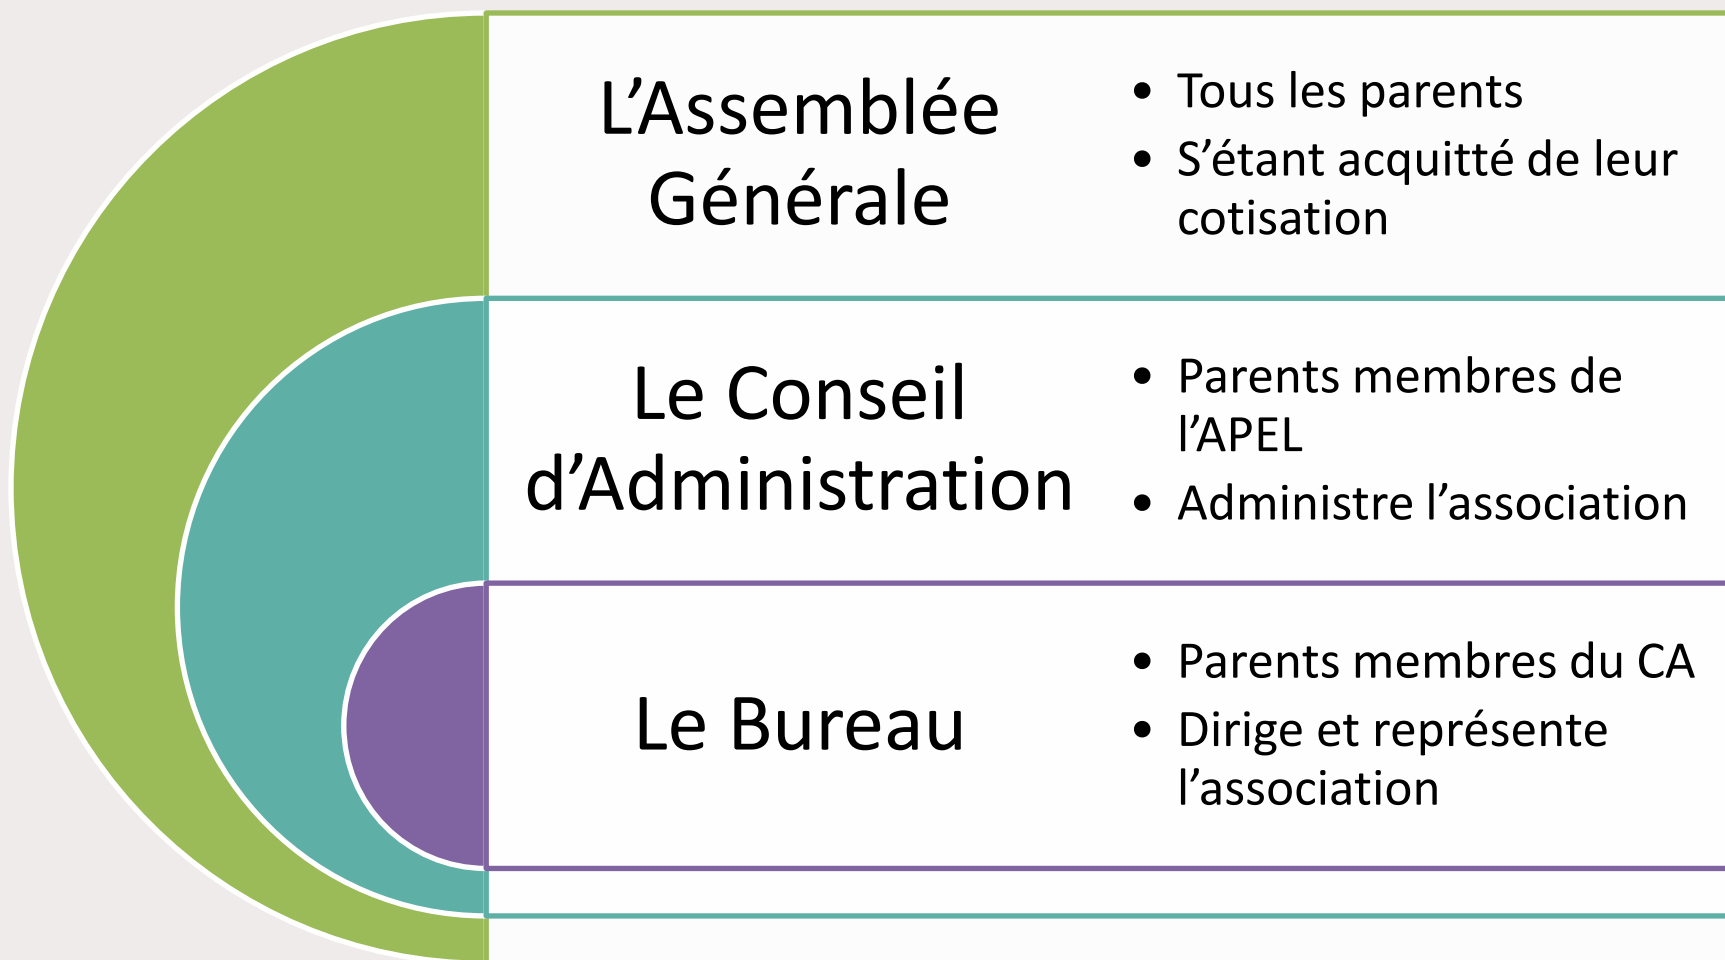 L’Assemblée
Générale
• Tous les parents
• S’étant acquitté de leur
cotisation
Le Conseil
d’Administration
• Parents membres de
l’APEL
• Administre l’association
Le Bureau
• Parents membres du CA
• Dirige et représente
l’association